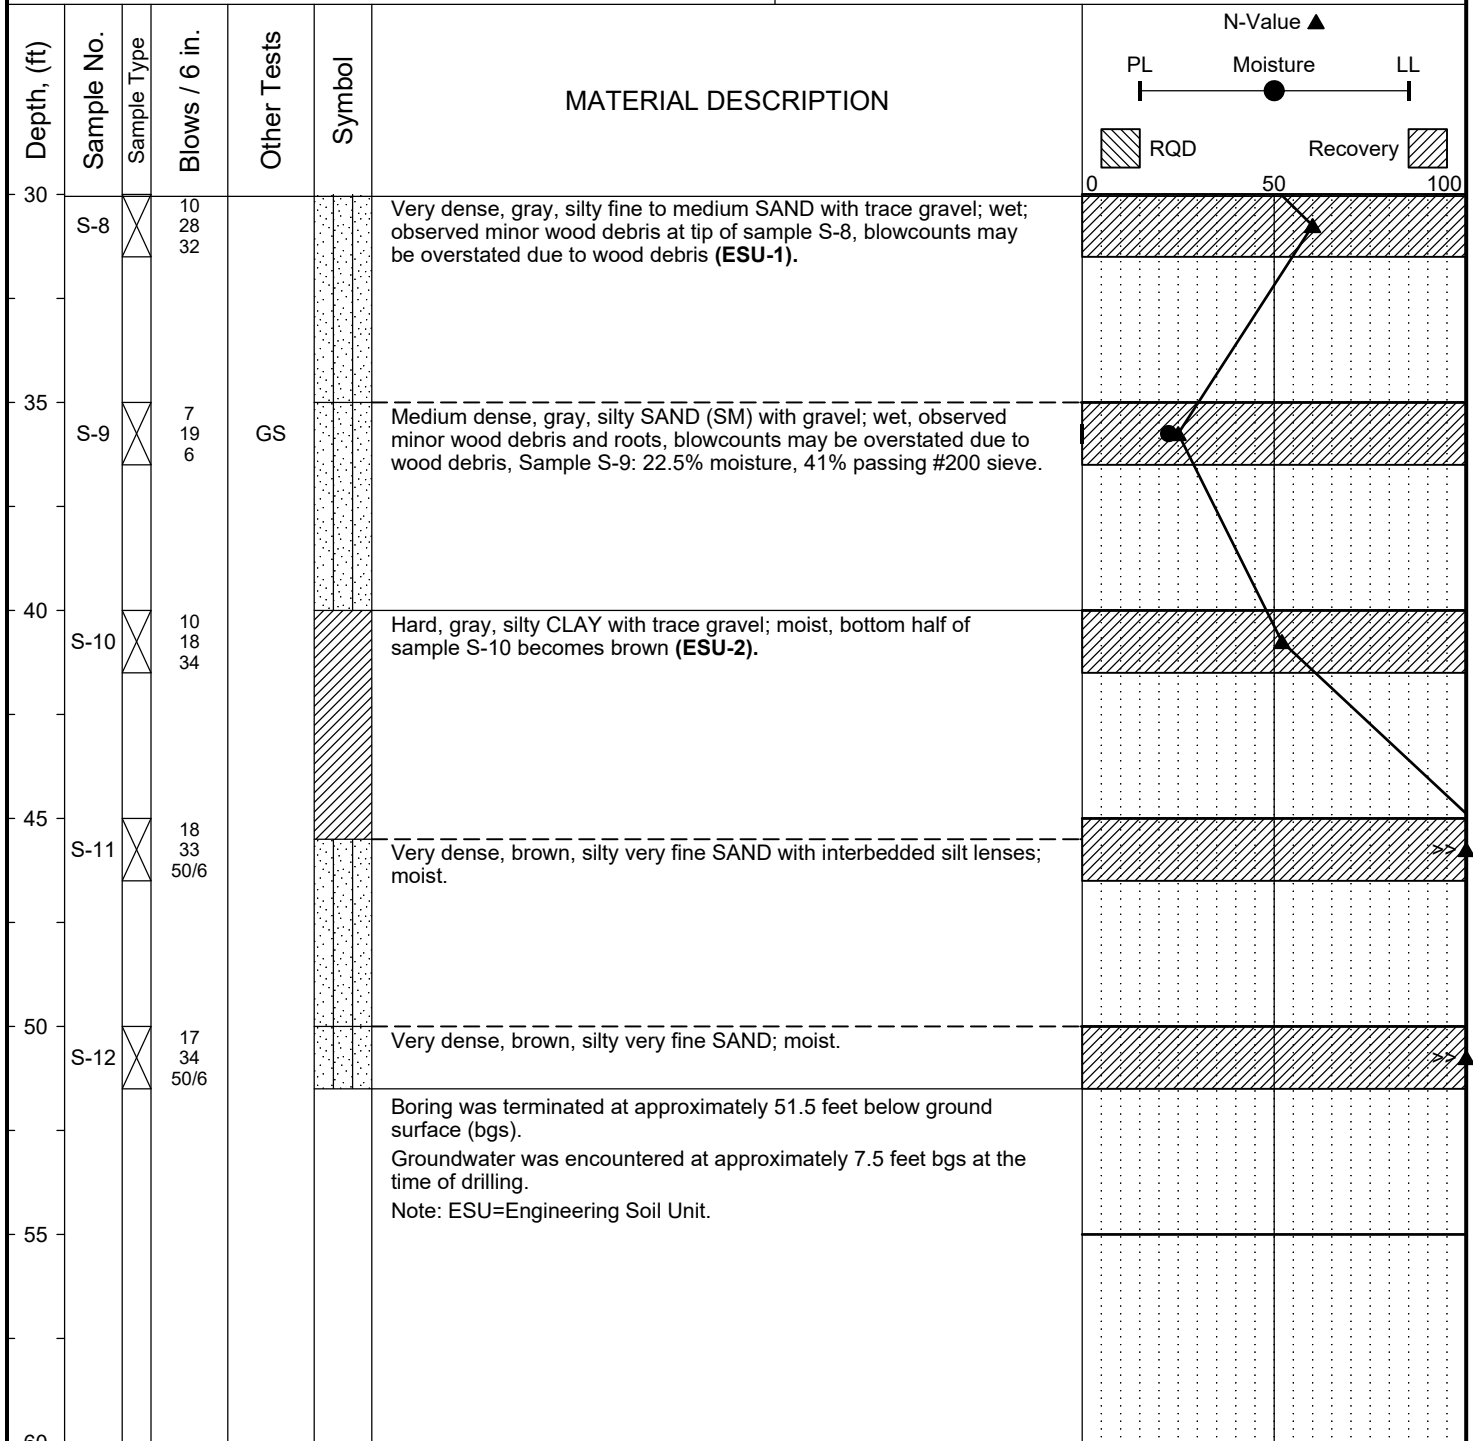 Depth, (ft)
Sample No.
Sample Type
Blows / 6 in.
Other Tests
Symbol
MATERIAL DESCRIPTION
N-Value
PL Moisture LL
RQD Recovery
0 50 100
30
S-8
10
28
32
Very dense, gray, silty fine to medium SAND with trace gravel; wet;
observed minor wood debris at tip of sample S-8, blowcounts may
be overstated due to wood debris (ESU-1).
35
S-9
7
19
6
GS
Medium dense, gray, silty SAND (SM) with gravel; wet, observed
minor wood debris and roots, blowcounts may be overstated due to
wood debris, Sample S-9: 22.5% moisture, 41% passing #200 sieve.
40
S-10
10
18
34
Hard, gray, silty CLAY with trace gravel; moist, bottom half of
sample S-10 becomes brown (ESU-2).
45
S-11
18
33
50/6
Very dense, brown, silty very fine SAND with interbedded silt lenses;
moist.
>>
50
S-12
17
34
50/6
Very dense, brown, silty very fine SAND; moist.
>>
Boring was terminated at approximately 51.5 feet below ground
surface (bgs).
Groundwater was encountered at approximately 7.5 feet bgs at the
time of drilling.
Note: ESU=Engineering Soil Unit.
55
60